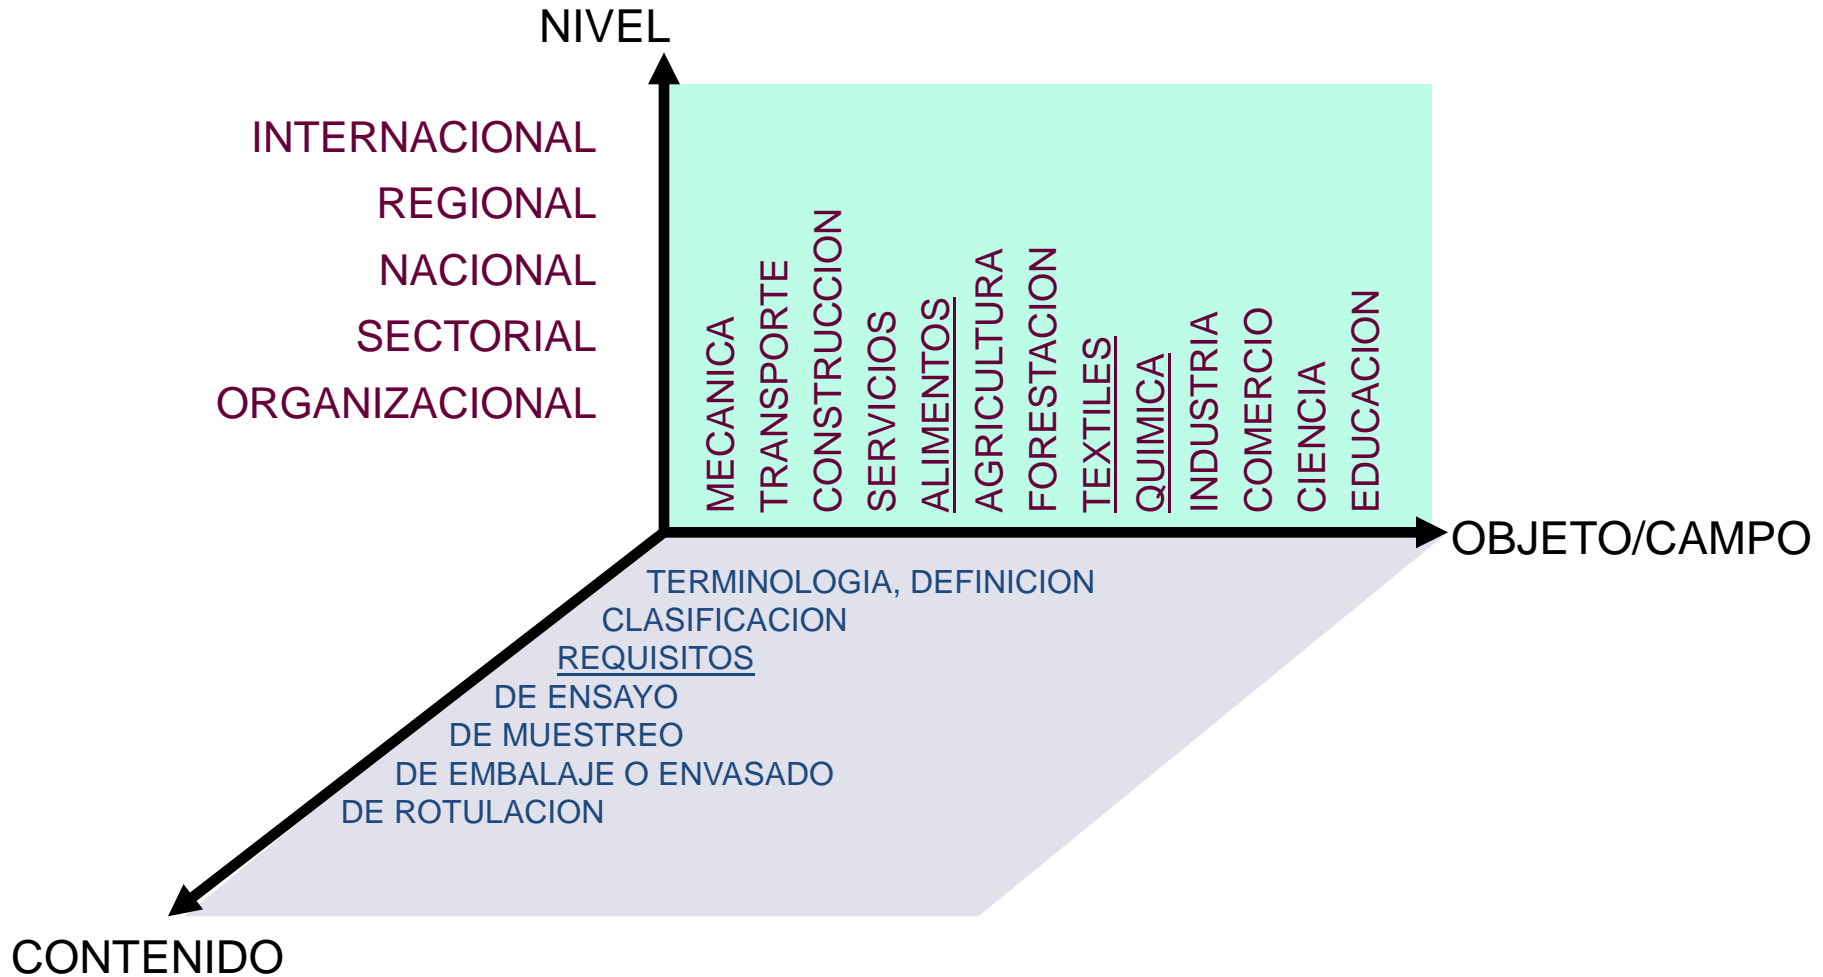 NIVEL
INTERNACIONAL
REGIONAL
NACIONAL
SECTORIAL
ORGANIZACIONAL
MECANICA
TRANSPORTE
CONSTRUCCION
SERVICIOS
ALIMENTOS
AGRICULTURA
FORESTACION
TEXTILES
QUIMICA
INDUSTRIA
COMERCIO
CIENCIA
EDUCACION
OBJETO/CAMPO
TERMINOLOGIA, DEFINICION
CLASIFICACION
REQUISITOS
DE ENSAYO
DE MUESTREO
DE EMBALAJE O ENVASADO
DE ROTULACION
CONTENIDO